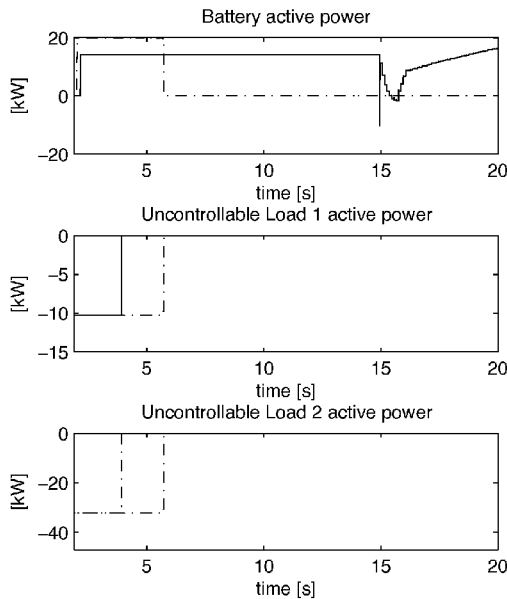 Battery active power
20
0
−20
[kW]
5 10 15 20
time [s]
Uncontrollable Load 1 active power
0
−5
−10
−15
[kW]
5 10 15 20
time [s]
Uncontrollable Load 2 active power
0
−20
−40
[kW]
5 10 15 20
time [s]